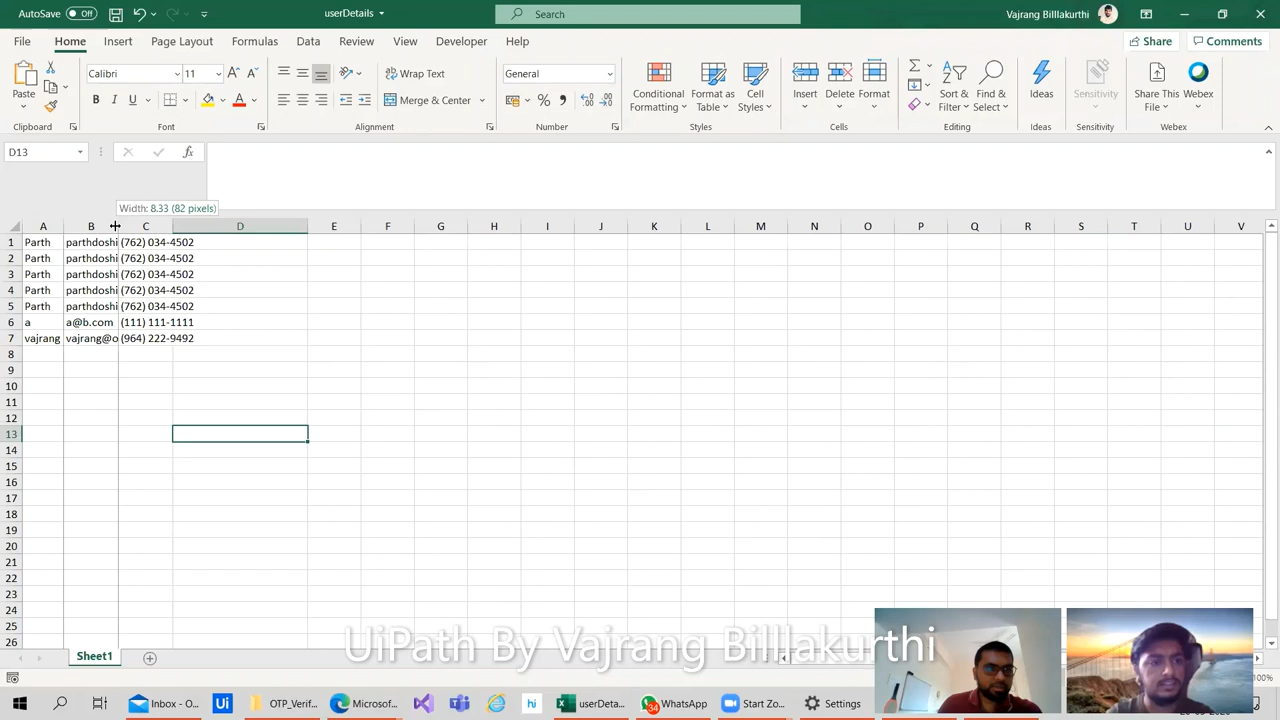 AutoSave Off userDetails Search Vajrang Billlakurthi
File Home Insert Page Layout Formulas Data Review View Developer Help Share Comments
Paste Calibri 11 Wrap Text General Conditional Formatting Format as Table Cell Styles Insert Delete Format Sort & Filter Find & Select Ideas Sensitivity Share This File Webex
B I U Merge & Center
Clipboard Font Alignment Number Styles Cells Editing Ideas Sensitivity Webex
D13 fx
Width: 8.33 (82 pixels)
A B C D E F G H I J K L M N O P Q R S T U V
1 Parth parthdoshi (762) 034-4502
2 Parth parthdoshi (762) 034-4502
3 Parth parthdoshi (762) 034-4502
4 Parth parthdoshi (762) 034-4502
5 Parth parthdoshi (762) 034-4502
6 a a@b.com (111) 111-1111
7 vajrang vajrang@o (964) 222-9492
8
9
10
11
12
13
14
15
16
17
18
19
20
21
22
23
24
25
26
UiPath By Vajrang Billlakurthi
Sheet1
100%
Inbox - O... Ui OTP_Verifi... Microsof... hi userDeta... 34 WhatsApp Start Zo... Settings